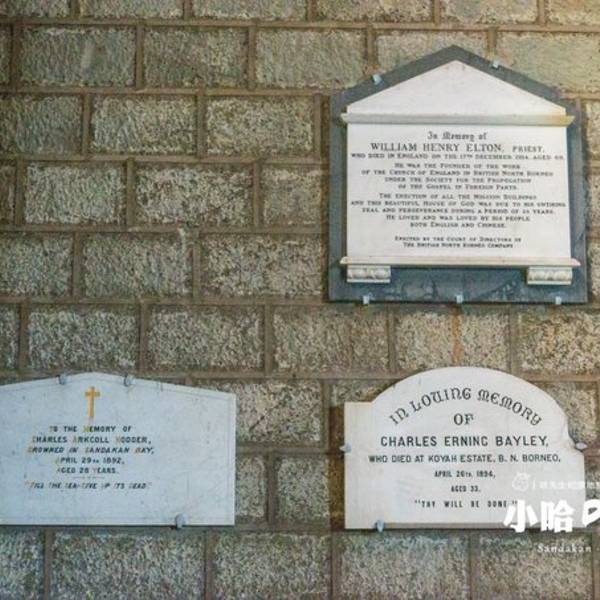 In Memory of
WILLIAM HENRY ELTON, PRIEST,
WHO DIED IN ENGLAND ON THE 17TH DECEMBER 1914, AGED 69.
HE WAS THE FOUNDER OF THE WORK
OF THE CHURCH OF ENGLAND IN BRITISH NORTH BORNEO
UNDER THE SOCIETY FOR THE PROPAGATION
OF THE GOSPEL IN FOREIGN PARTS.
THE ERECTION OF ALL THE MISSION BUILDINGS
AND THIS BEAUTIFUL HOUSE OF GOD WAS DUE TO HIS UNTIRING
ZEAL AND PERSEVERANCE DURING A PERIOD OF 25 YEARS.
HE LOVED AND WAS LOVED BY HIS PEOPLE
BOTH ENGLISH AND CHINESE.
ERECTED BY THE COURT OF DIRECTORS OF
THE BRITISH NORTH BORNEO COMPANY
TO THE MEMORY OF
CHARLES ARKCOLL HODDER,
DROWNED IN SANDAKAN BAY,
APRIL 29TH 1892,
AGED 28 YEARS.
"TILL THE SEA GIVE UP ITS DEAD"
IN LOVING MEMORY
OF
CHARLES ERNING BAYLEY,
WHO DIED AT KOYAH ESTATE, B. N. BORNEO,
APRIL 26TH, 1894,
AGED 33.
"THY WILL BE DONE"
小哈
Sandakan